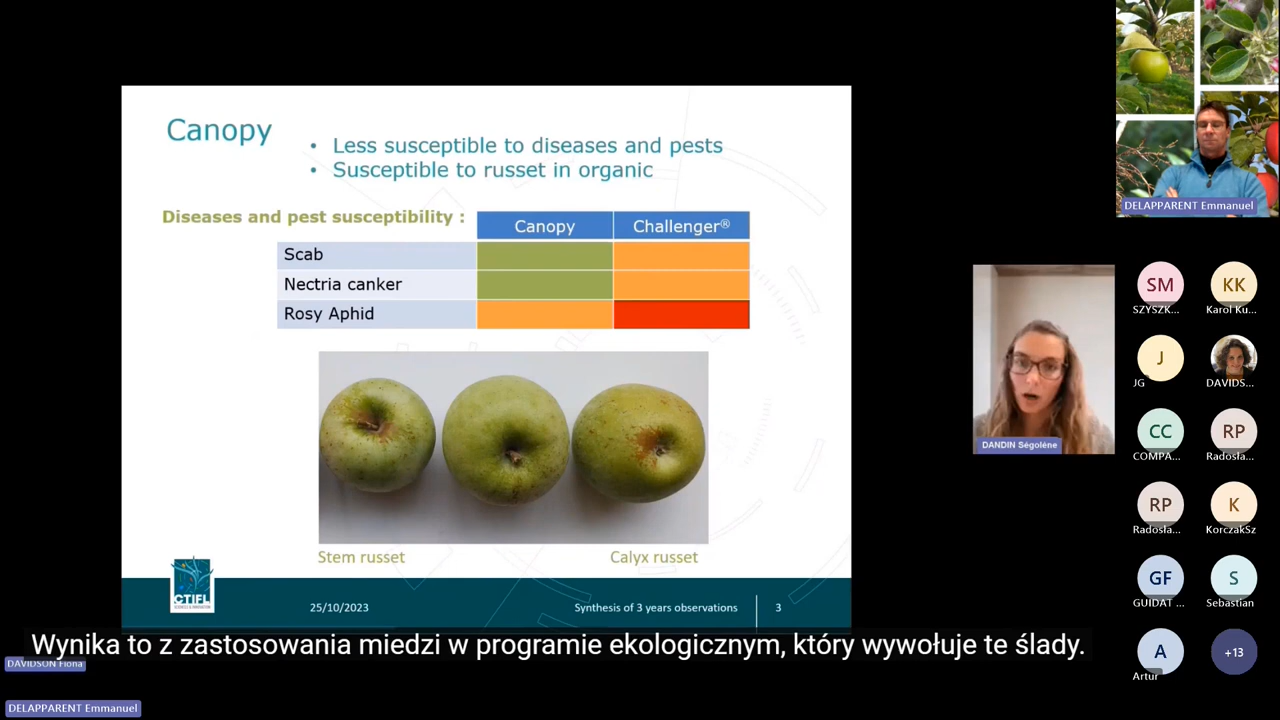 Canopy
• Less susceptible to diseases and pests
• Susceptible to russet in organic
Diseases and pest susceptibility :
Canopy
Challenger®
Scab
Nectria canker
Rosy Aphid
Stem russet
Calyx russet
CTIFL
25/10/2023
Synthesis of 3 years observations
3
Wynika to z zastosowania miedzi w programie ekologicznym, który wywołuje te ślady.
DAVIDSON Fiona
DELAPPARENT Emmanuel
DELAPPARENT Emmanuel
DANDIN Ségolène
SM
SZYSZK...
KK
Karol Ku...
J
JG
DAVIDS...
CC
COMPA...
RP
Radosła...
RP
Radosła...
K
KorczakSz
GF
GUIDAT ...
S
Sebastian
A
Artur
+13